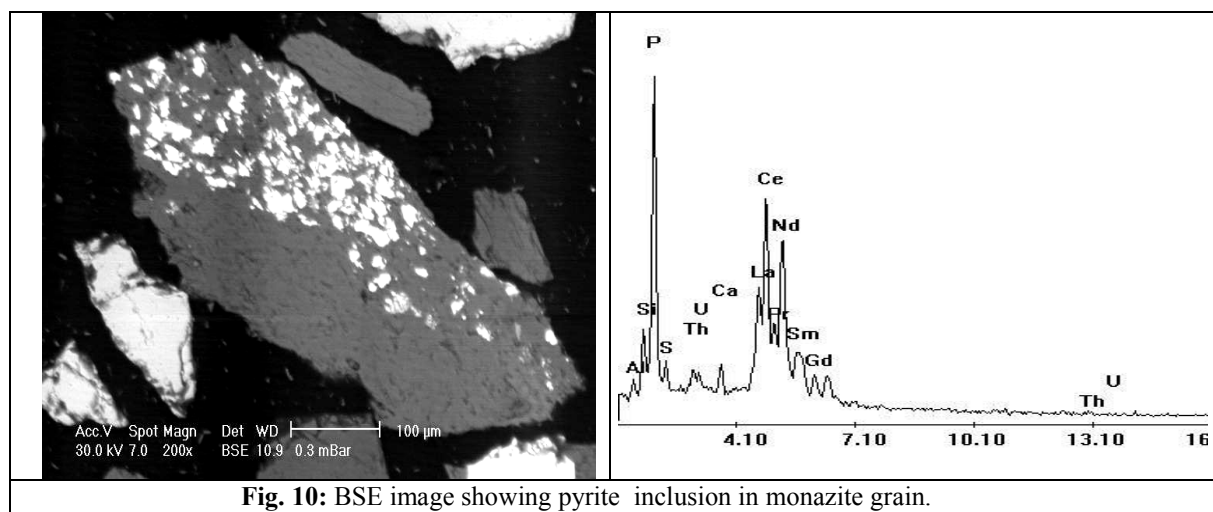 Acc.V Spot Magn Det WD 100 µm
30.0 kV 7.0 200x BSE 10.9 0.3 mBar
P
Ce
Nd
La
Ca
Pr
Si
U
Th
Sm
S
Gd
Al
U
Th
4.10 7.10 10.10 13.10 16
Fig. 10: BSE image showing pyrite inclusion in monazite grain.